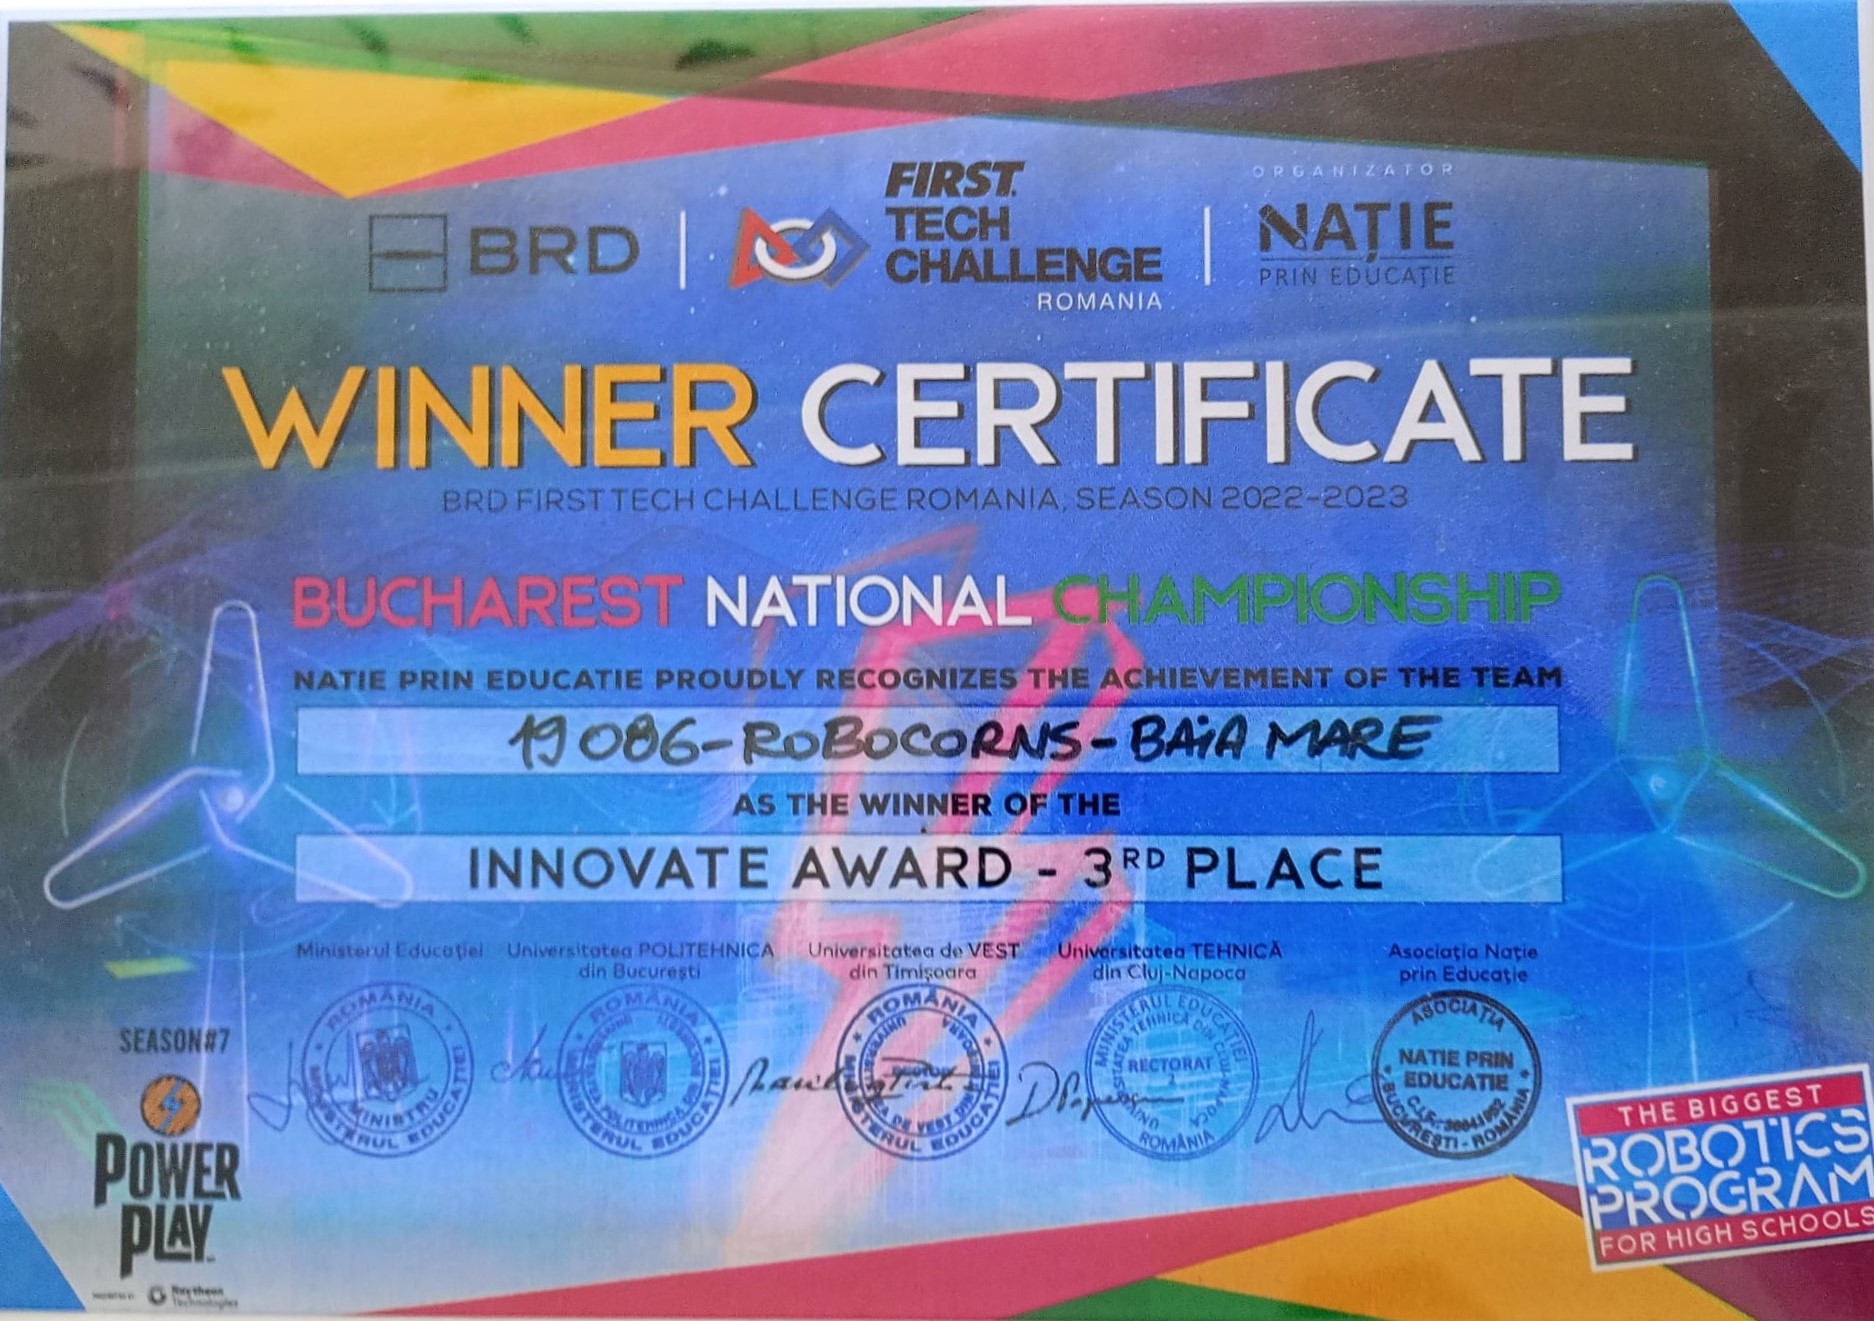 ORGANIZATOR
BRD
FIRST
TECH
CHALLENGE
ROMANIA
NAȚIE
PRIN EDUCAȚIE
WINNER CERTIFICATE
BRD FIRST TECH CHALLENGE ROMANIA, SEASON 2022-2023
BUCHAREST NATIONAL CHAMPIONSHIP
NATIE PRIN EDUCATIE PROUDLY RECOGNIZES THE ACHIEVEMENT OF THE TEAM
19086-ROBOCORNS-BAiA MARE
AS THE WINNER OF THE
INNOVATE AWARD - 3RD PLACE
Ministerul Educației
Universitatea POLITEHNICA
din București
Universitatea de VEST
din Timișoara
Universitatea TEHNICĂ
din Cluj-Napoca
Asociația Nație
prin Educație
ROMÂNIA
MINISTERUL EDUCAȚIEI
MINISTRU
ROMÂNIA
MINISTERUL EDUCAȚIEI
ROMÂNIA
MINISTERUL EDUCAȚIEI
MINISTERUL EDUCAȚIEI
RECTORAT
2
ROMÂNIA
ASOCIAȚIA
NATIE PRIN
EDUCATIE
BUCUREȘTI - ROMÂNIA
SEASON#7
POWER
PLAY
Raytheon
Technologies
THE BIGGEST
ROBOTICS
PROGRAM
FOR HIGH SCHOOLS